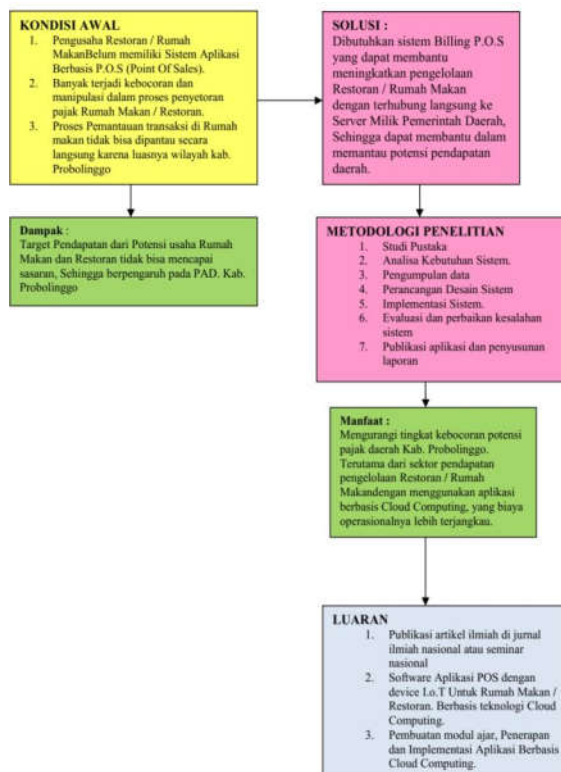 KONDISI AWAL
1. Pengusaha Restoran / Rumah
MakanBelum memiliki Sistem Aplikasi
Berbasis P.O.S (Point Of Sales).
2. Banyak terjadi kebocoran dan
manipulasi dalam proses penyetoran
pajak Rumah Makan / Restoran.
3. Proses Pemantauan transaksi di Rumah
makan tidak bisa dipantau secara
langsung karena luasnya wilayah kab.
Probolinggo
SOLUSI :
Dibutuhkan sistem Billing P.O.S
yang dapat membantu
meningkatkan pengelolaan
Restoran / Rumah Makan
dengan terhubung langsung ke
Server Milik Pemerintah Daerah,
Sehingga dapat membantu dalam
memantau potensi pendapatan
daerah.
Dampak :
Target Pendapatan dari Potensi usaha Rumah
Makan dan Restoran tidak bisa mencapai
sasaran, Sehingga berpengaruh pada PAD. Kab.
Probolinggo
METODOLOGI PENELITIAN
1. Studi Pustaka
2. Analisa Kebutuhan Sistem.
3. Pengumpulan data
4. Perancangan Desain Sistem
5. Implementasi Sistem.
6. Evaluasi dan perbaikan kesalahan
sistem
7. Publikasi aplikasi dan penyusunan
laporan
Manfaat :
Mengurangi tingkat kebocoran potensi
pajak daerah Kab. Probolinggo.
Terutama dari sektor pendapatan
pengelolaan Restoran / Rumah
Makandengan menggunakan aplikasi
berbasis Cloud Computing, yang biaya
operasionalnya lebih terjangkau.
LUARAN
1. Publikasi artikel ilmiah di jurnal
ilmiah nasional atau seminar
nasional
2. Software Aplikasi POS dengan
device I.o.T Untuk Rumah Makan /
Restoran. Berbasis teknologi Cloud
Computing.
3. Pembuatan modul ajar, Penerapan
dan Implementasi Aplikasi Berbasis
Cloud Computing.